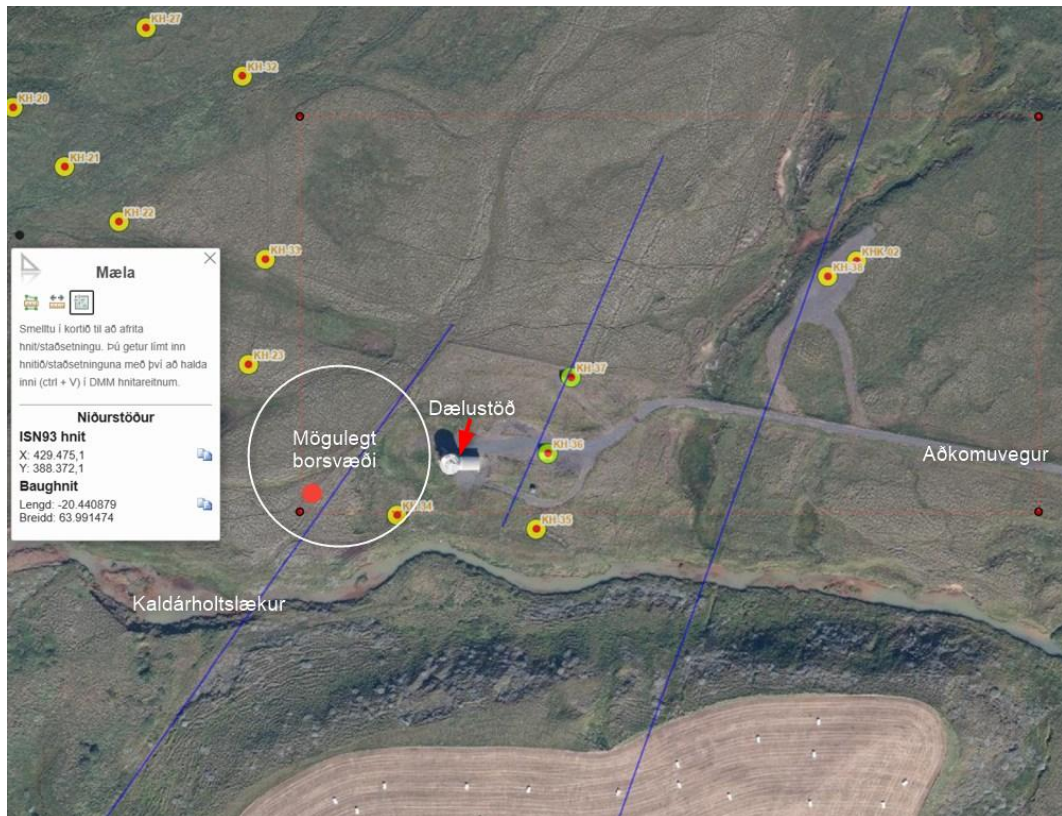 KH-27
KH-32
KH-20
KH-21
KH-22
KH-33
KHK-02
KH-38
Mæla
Smelltu í kortið til að afrita
hnit/staðsetningu. Þú getur límt inn
hnitið/staðsetninguna með því að halda
inni (ctrl + V) í DMM hnitareitnum.
Niðurstöður
ISN93 hnit
X: 429.475,1
Y: 388.372,1
Baughnit
Lengd: -20.440879
Breidd: 63.991474
KH-23
KH-37
Dælustöð
Mögulegt
borsvæði
KH-36
Aðkomuvegur
KH-34
KH-35
Kaldárholtslækur